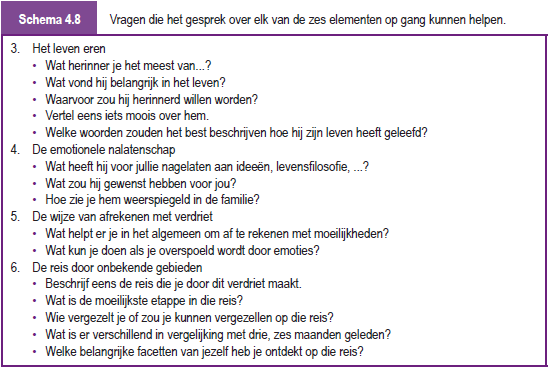 Schema 4.8
Vragen die het gesprek over elk van de zes elementen op gang kunnen helpen.
3. Het leven eren
• Wat herinner je het meest van...?
• Wat vond hij belangrijk in het leven?
• Waarvoor zou hij herinnerd willen worden?
• Vertel eens iets moois over hem.
• Welke woorden zouden het best beschrijven hoe hij zijn leven heeft geleefd?
4. De emotionele nalatenschap
• Wat heeft hij voor jullie nagelaten aan ideeën, levensfilosofie, ...?
• Wat zou hij gewenst hebben voor jou?
• Hoe zie je hem weerspiegeld in de familie?
5. De wijze van afrekenen met verdriet
• Wat helpt er je in het algemeen om af te rekenen met moeilijkheden?
• Wat kun je doen als je overspoeld wordt door emoties?
6. De reis door onbekende gebieden
• Beschrijf eens de reis die je door dit verdriet maakt.
• Wat is de moeilijkste etappe in die reis?
• Wie vergezelt je of zou je kunnen vergezellen op die reis?
• Wat is er verschillend in vergelijking met drie, zes maanden geleden?
• Welke belangrijke facetten van jezelf heb je ontdekt op die reis?